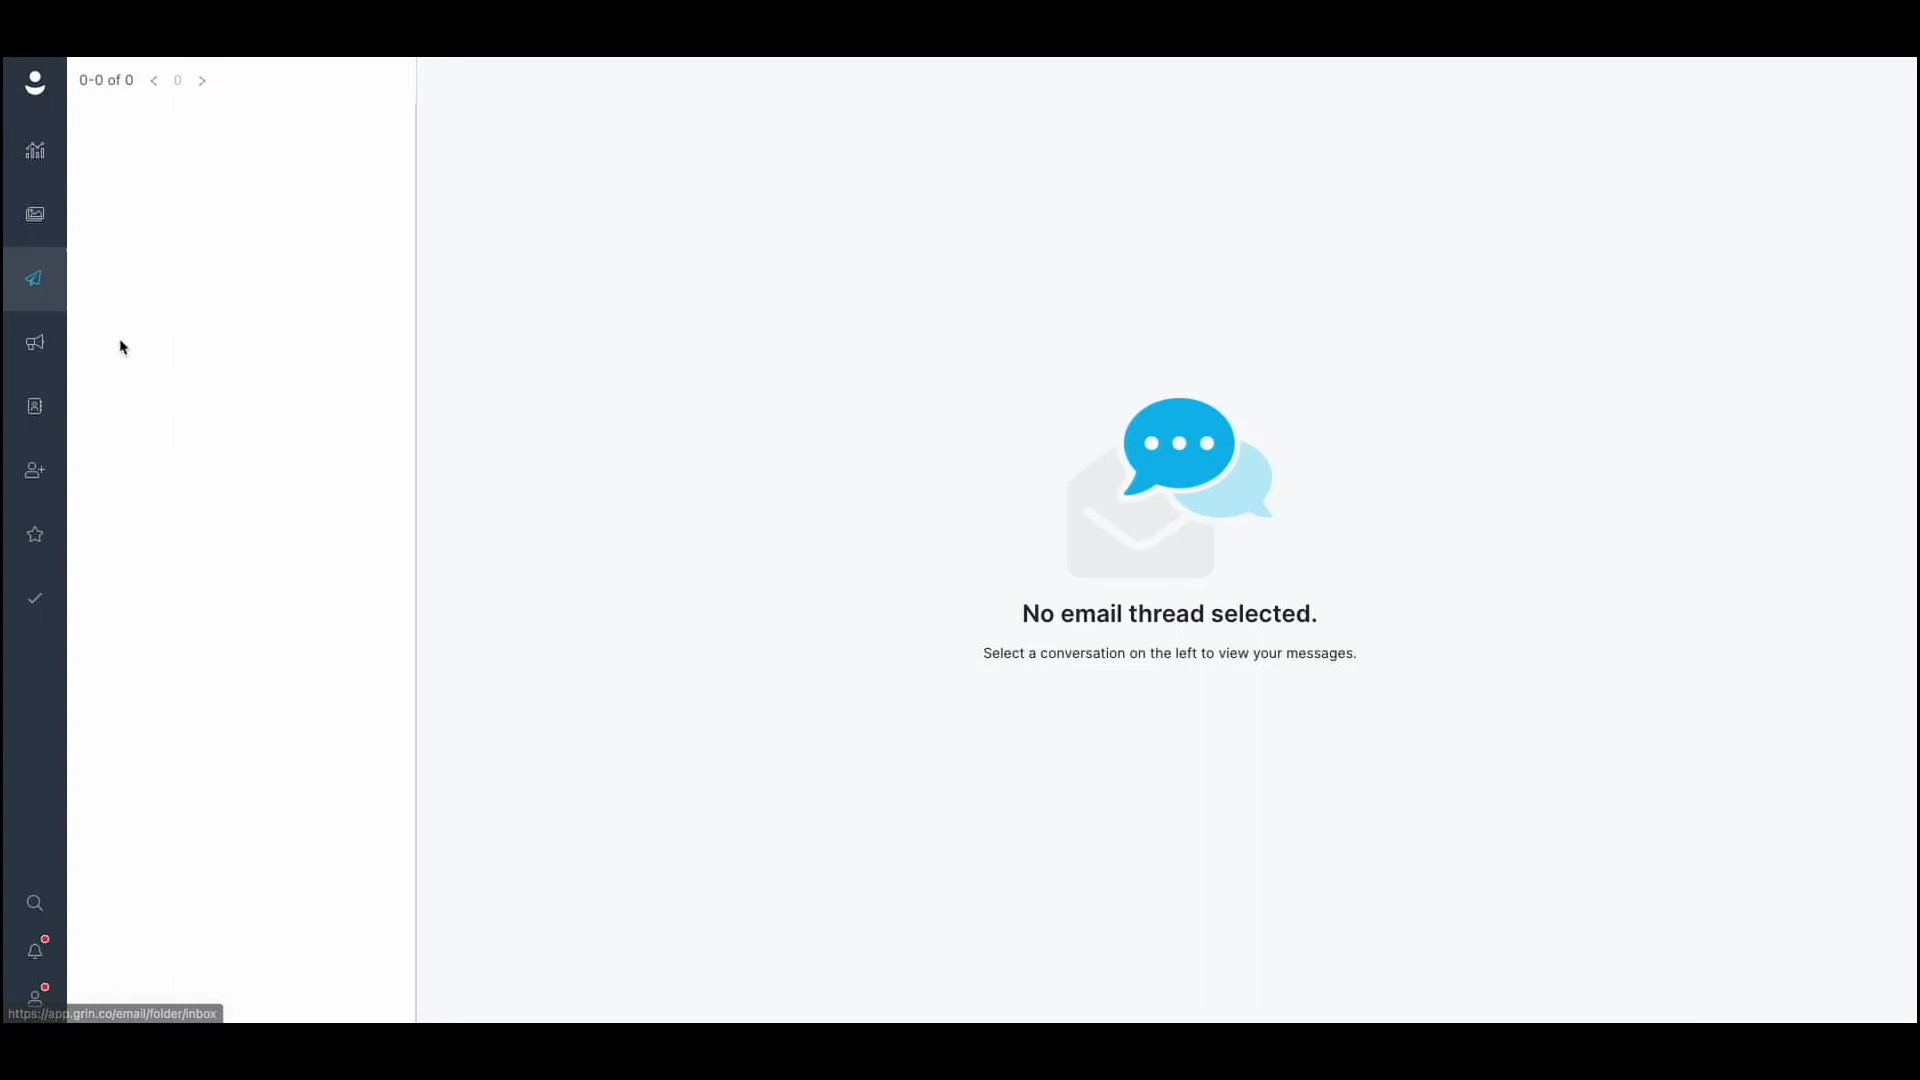 0-0 of 0 < 0 >
No email thread selected.
Select a conversation on the left to view your messages.
https://app.grin.co/email/folder/inbox